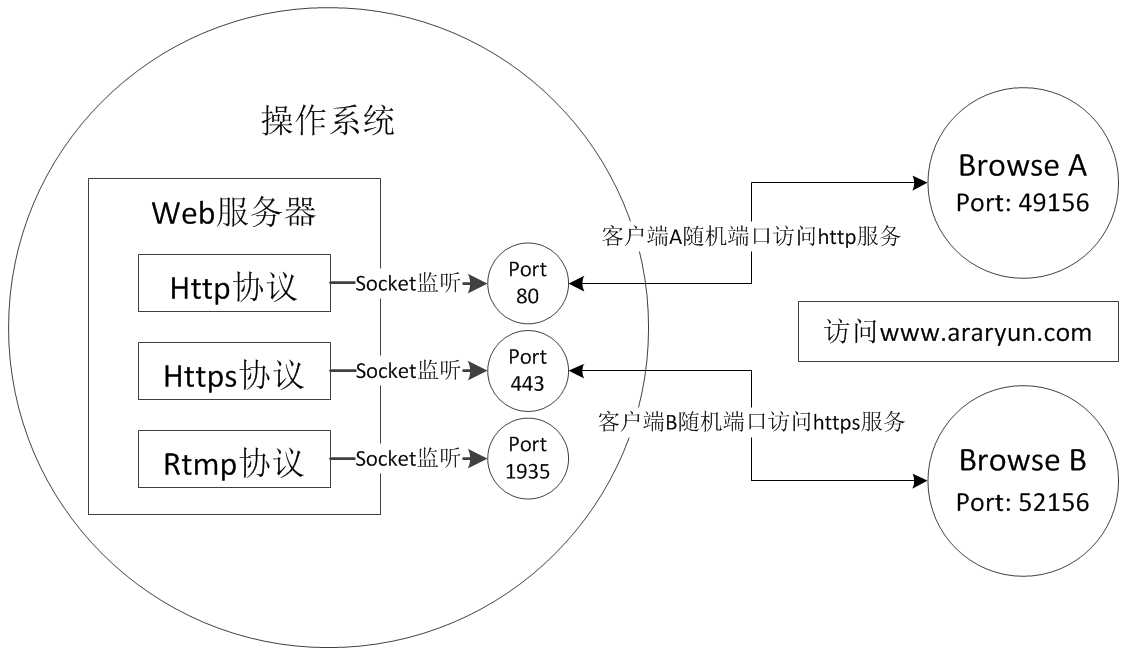 操作系统
Web服务器
Http协议
Socket监听
Port
80
Https协议
Socket监听
Port
443
Rtmp协议
Socket监听
Port
1935
客户端A随机端口访问http服务
客户端B随机端口访问https服务
Browse A
Port: 49156
访问www.araryun.com
Browse B
Port: 52156